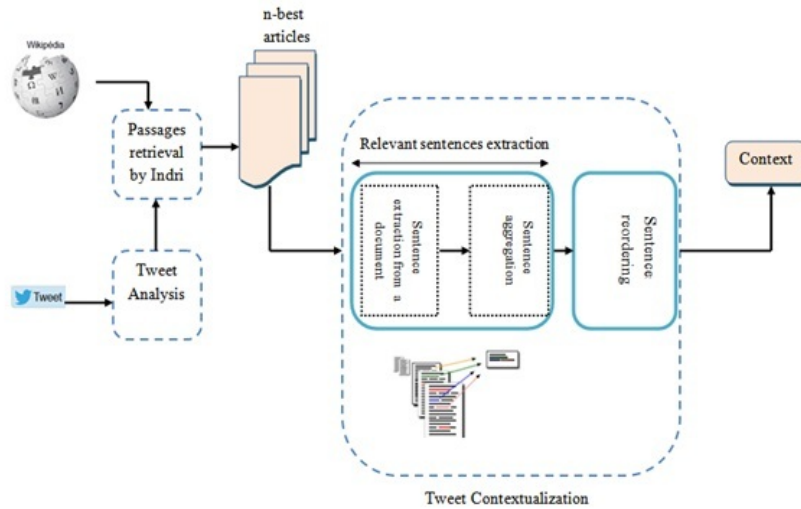 n-best
articles
Wikipédia
Passages
retrieval
by Indri
Relevant sentences extraction
Context
Sentence
extraction from a
document
Sentence
aggregation
Sentence
reordering
Tweet
Tweet
Analysis
Tweet Contextualization